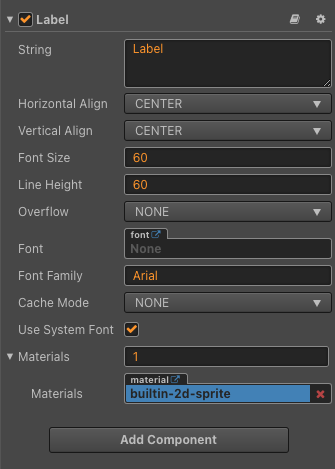 Label
String Label
Horizontal Align CENTER
Vertical Align CENTER
Font Size 60
Line Height 60
Overflow NONE
font
Font None
Font Family Arial
Cache Mode NONE
Use System Font
Materials 1
material
Materials builtin-2d-sprite
Add Component